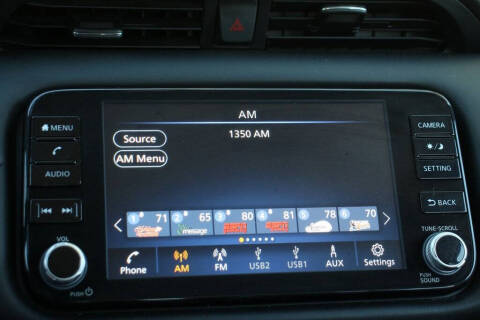 AM
1350 AM
Source
AM Menu
1 71 2 65 3 80 4 81 5 78 6 70
message
Phone AM FM USB2 USB1 AUX Settings
MENU
AUDIO
VOL
PUSH
CAMERA
SETTING
BACK
TUNE·SCROLL
PUSH
SOUND